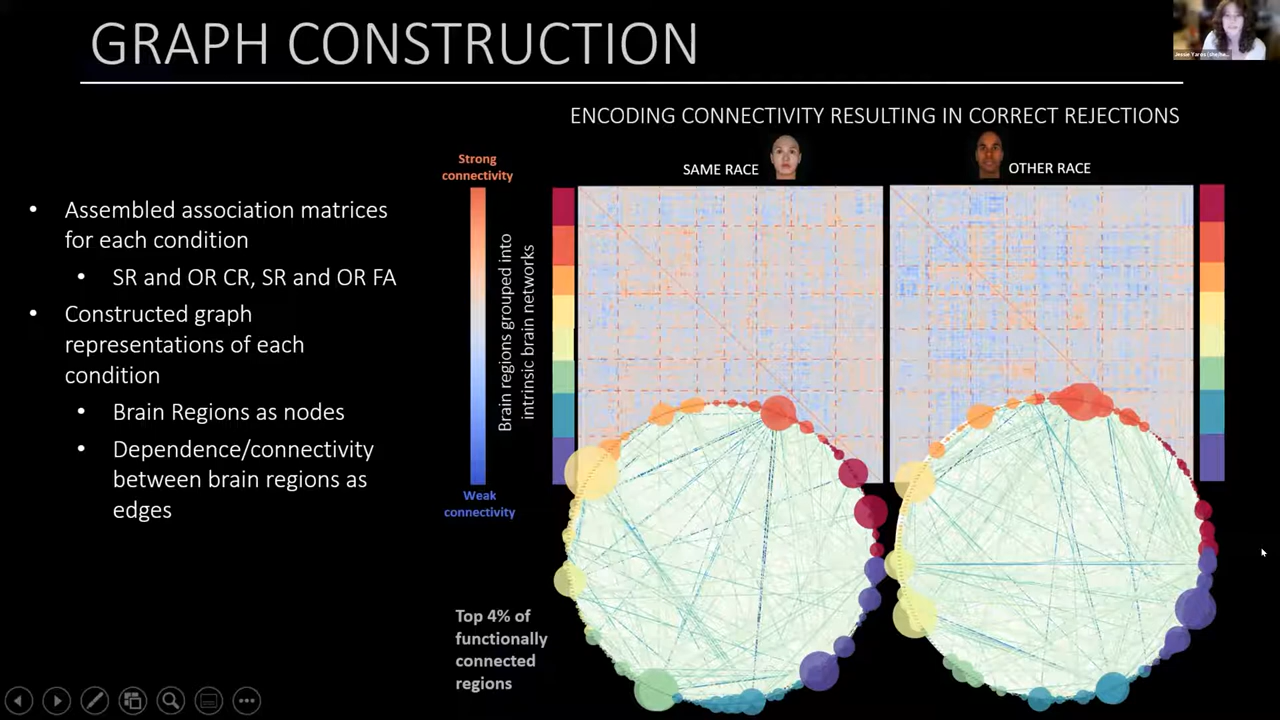 GRAPH CONSTRUCTION
ENCODING CONNECTIVITY RESULTING IN CORRECT REJECTIONS
SAME RACE
OTHER RACE
Strong
connectivity
Brain regions grouped into
intrinsic brain networks
Weak
connectivity
• Assembled association matrices
for each condition
• SR and OR CR, SR and OR FA
• Constructed graph
representations of each
condition
• Brain Regions as nodes
• Dependence/connectivity
between brain regions as
edges
Top 4% of
functionally
connected
regions